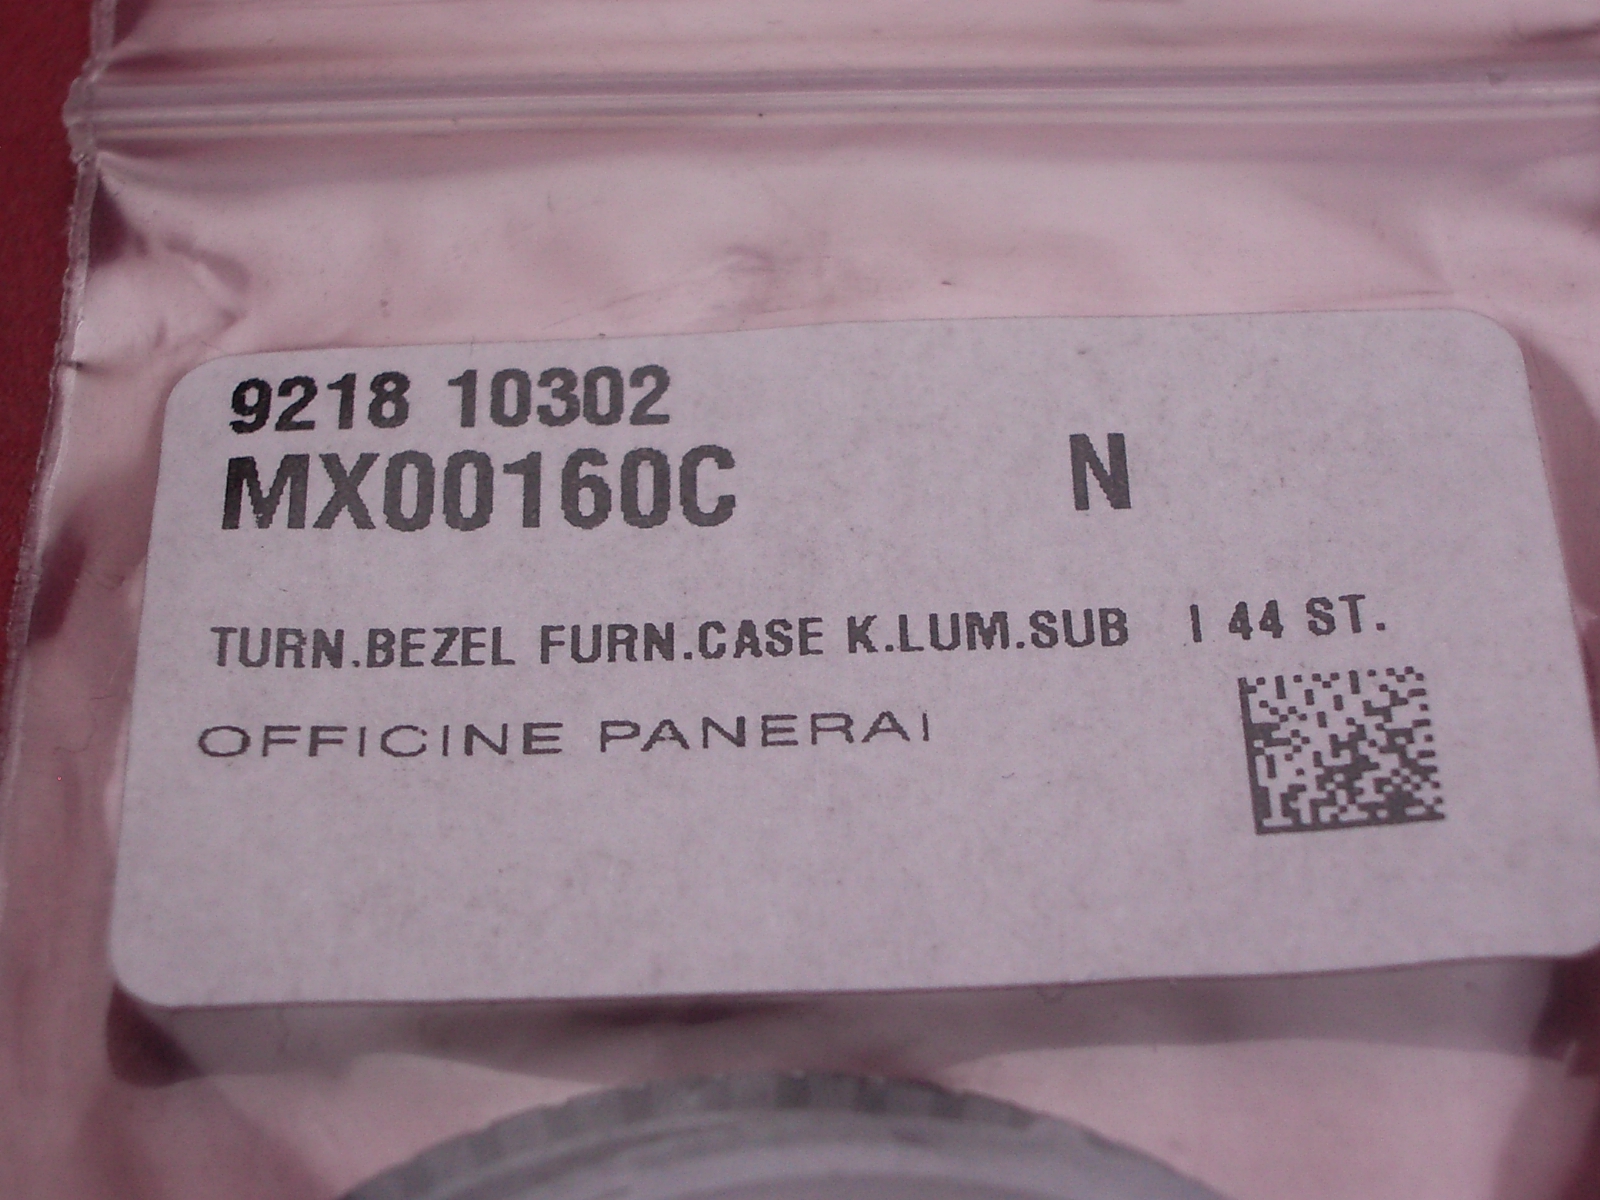 9218 10302
MX00160C N
TURN.BEZEL FURN.CASE K.LUM.SUB I 44 ST.
OFFICINE PANERAI